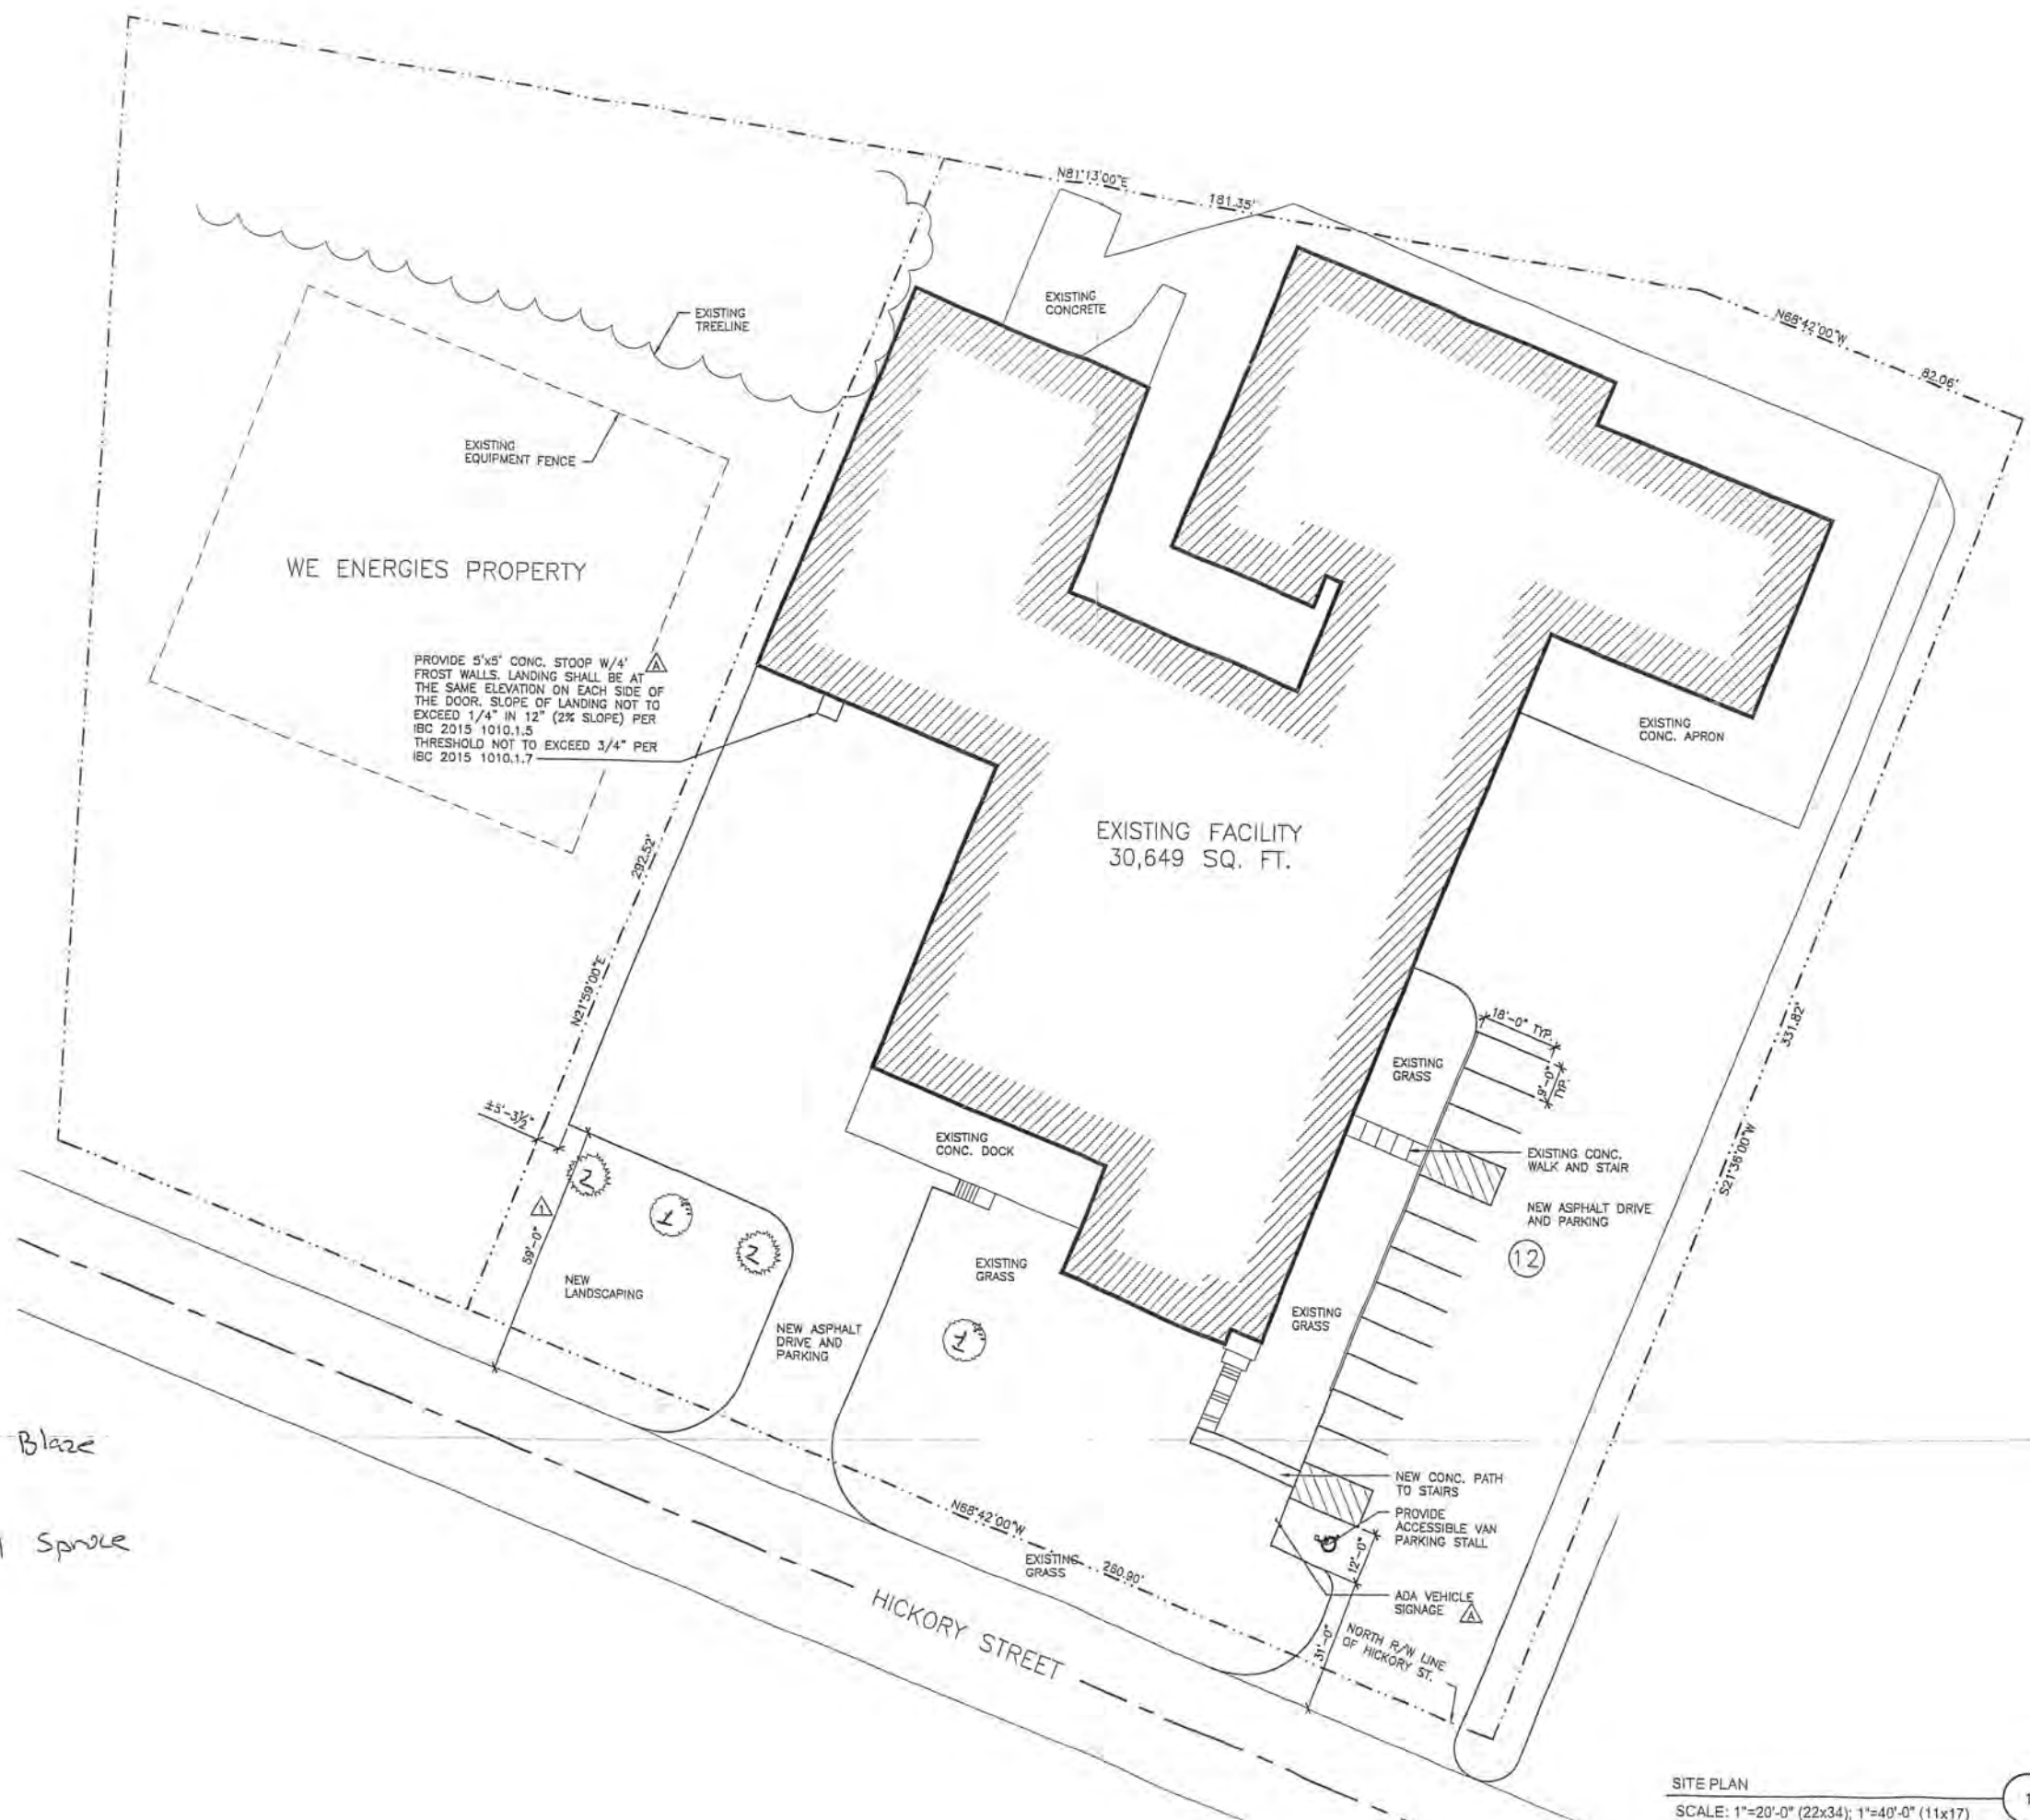 N81°13'00"E
181.35'
N68°42'00"W
82.06'
EXISTING
CONCRETE
EXISTING
TREELINE
EXISTING
EQUIPMENT FENCE
WE ENERGIES PROPERTY
PROVIDE 5'x5' CONC. STOOP W/4'
FROST WALLS. LANDING SHALL BE AT
THE SAME ELEVATION ON EACH SIDE OF
THE DOOR. SLOPE OF LANDING NOT TO
EXCEED 1/4" IN 12" (2% SLOPE) PER
IBC 2015 1010.1.5
THRESHOLD NOT TO EXCEED 3/4" PER
IBC 2015 1010.1.7
A
EXISTING
CONC. APRON
EXISTING FACILITY
30,649 SQ. FT.
292.52'
N21°59'00"E
18'-0" TYP.
9'-0"
TYP.
331.82'
S21°36'00"W
EXISTING
GRASS
±5'-3½"
EXISTING
CONC. DOCK
EXISTING CONC.
WALK AND STAIR
NEW ASPHALT DRIVE
AND PARKING
12
2
1
2
1
59'-0"
NEW
LANDSCAPING
EXISTING
GRASS
EXISTING
GRASS
NEW ASPHALT
DRIVE AND
PARKING
1
Blaze
Spruce
NEW CONC. PATH
TO STAIRS
PROVIDE
ACCESSIBLE VAN
PARKING STALL
12'-0"
N68°42'00"W
260.90'
EXISTING
GRASS
ADA VEHICLE
SIGNAGE
A
31'-0"
NORTH R/W LINE
OF HICKORY ST.
HICKORY STREET
SITE PLAN
SCALE: 1"=20'-0" (22x34); 1"=40'-0" (11x17)
1